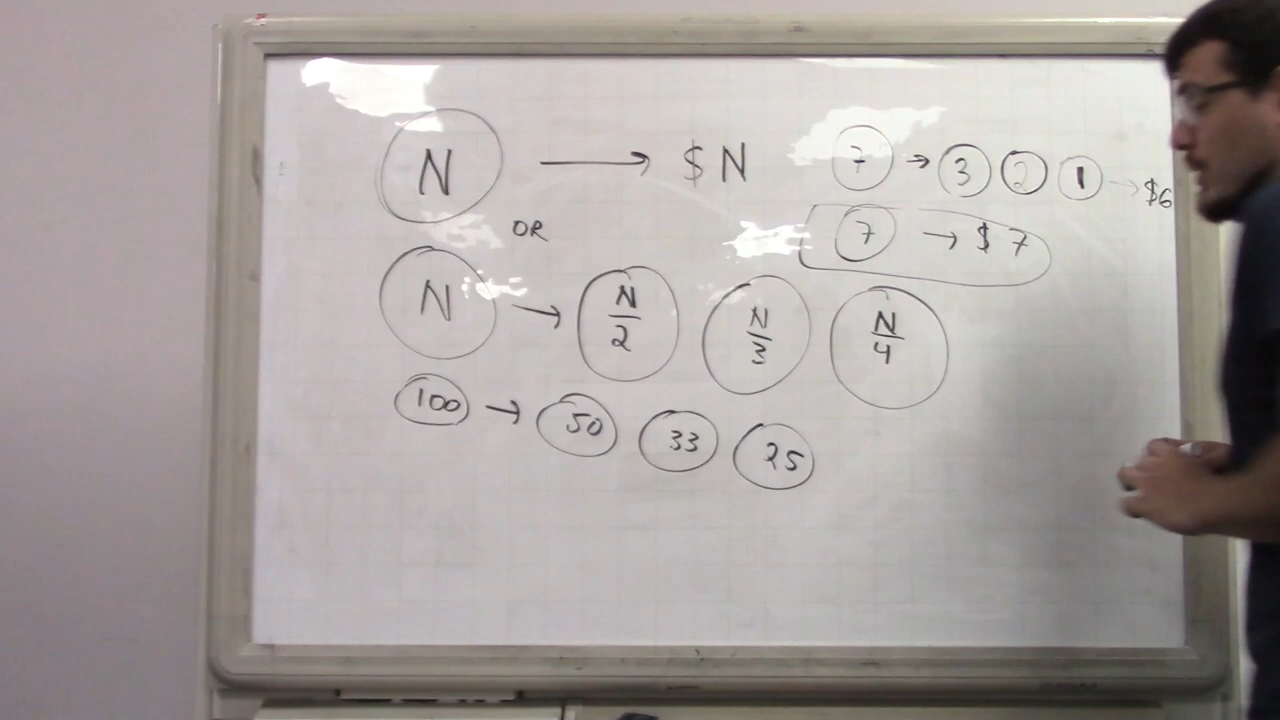 N → $ N
OR
N → N/2 N/3 N/4
100 → 50 33 25
7 → 3 2 1 → $6
7 → $ 7